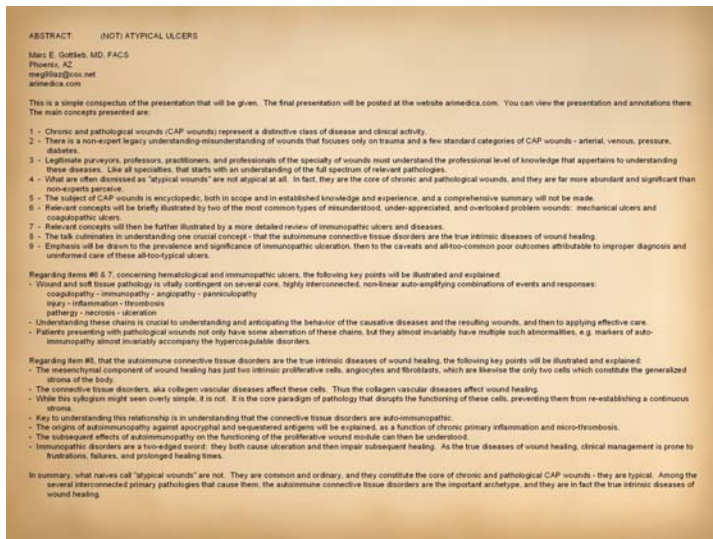 ABSTRACT: (NOT) ATYPICAL ULCERS
Marc E. Gottlieb, MD, FACS
Phoenix, AZ
meg99az@cox.net
arimedica.com
This is a simple conspectus of the presentation that will be given. The final presentation will be posted at the website arimedica.com. You can view the presentation and annotations there.
The main concepts presented are:
1 - Chronic and pathological wounds (CAP wounds) represent a distinctive class of disease and clinical activity.
2 - There is a non-expert legacy understanding-misunderstanding of wounds that focuses only on trauma and a few standard categories of CAP wounds - arterial, venous, pressure,
diabetes.
3 - Legitimate purveyors, professors, practitioners, and professionals of the specialty of wounds must understand the professional level of knowledge that appertains to understanding
these diseases. Like all specialties, that starts with an understanding of the full spectrum of relevant pathologies.
4 - What are often dismissed as "atypical wounds" are not atypical at all. In fact, they are the core of chronic and pathological wounds, and they are far more abundant and significant than
non-experts perceive.
5 - The subject of CAP wounds is encyclopedic, both in scope and in established knowledge and experience, and a comprehensive summary will not be made.
6 - Relevant concepts will be briefly illustrated by two of the most common types of misunderstood, under-appreciated, and overlooked problem wounds: mechanical ulcers and
coagulopathic ulcers.
7 - Relevant concepts will then be further illustrated by a more detailed review of immunopathic ulcers and diseases.
8 - The talk culminates in understanding one crucial concept - that the autoimmune connective tissue disorders are the true intrinsic diseases of wound healing.
9 - Emphasis will be drawn to the prevalence and significance of immunopathic ulceration, then to the caveats and all-too-common poor outcomes attributable to improper diagnosis and
uninformed care of these all-too-typical ulcers.
Regarding items #6 & 7, concerning hematological and immunopathic ulcers, the following key points will be illustrated and explained:
- Wound and soft tissue pathology is vitally contingent on several core, highly interconnected, non-linear auto-amplifying combinations of events and responses:
coagulopathy - immunopathy - angiopathy - panniculopathy
injury - inflammation - thrombosis
pathergy - necrosis - ulceration
- Understanding these chains is crucial to understanding and anticipating the behavior of the causative diseases and the resulting wounds, and then to applying effective care.
- Patients presenting with pathological wounds not only have some aberration of these chains, but they almost invariably have multiple such abnormalities, e.g. markers of auto-
immunopathy almost invariably accompany the hypercoagulable disorders.
Regarding item #8, that the autoimmune connective tissue disorders are the true intrinsic diseases of wound healing, the following key points will be illustrated and explained:
- The mesenchymal component of wound healing has just two intrinsic proliferative cells, angiocytes and fibroblasts, which are likewise the only two cells which constitute the generalized
stroma of the body.
- The connective tissue disorders, aka collagen vascular diseases affect these cells. Thus the collagen vascular diseases affect wound healing.
- While this syllogism might seen overly simple, it is not. It is the core paradigm of pathology that disrupts the functioning of these cells, preventing them from re-establishing a continuous
stroma.
- Key to understanding this relationship is in understanding that the connective tissue disorders are auto-immunopathic.
- The origins of autoimmunopathy against apocryphal and sequestered antigens will be explained, as a function of chronic primary inflammation and micro-thrombosis.
- The subsequent effects of autoimmunopathy on the functioning of the proliferative wound module can then be understood.
- Immunopathic disorders are a two-edged sword: they both cause ulceration and then impair subsequent healing. As the true diseases of wound healing, clinical management is prone to
frustrations, failures, and prolonged healing times.
In summary, what naives call "atypical wounds" are not. They are common and ordinary, and they constitute the core of chronic and pathological CAP wounds - they are typical. Among the
several interconnected primary pathologies that cause them, the autoimmune connective tissue disorders are the important archetype, and they are in fact the true intrinsic diseases of
wound healing.